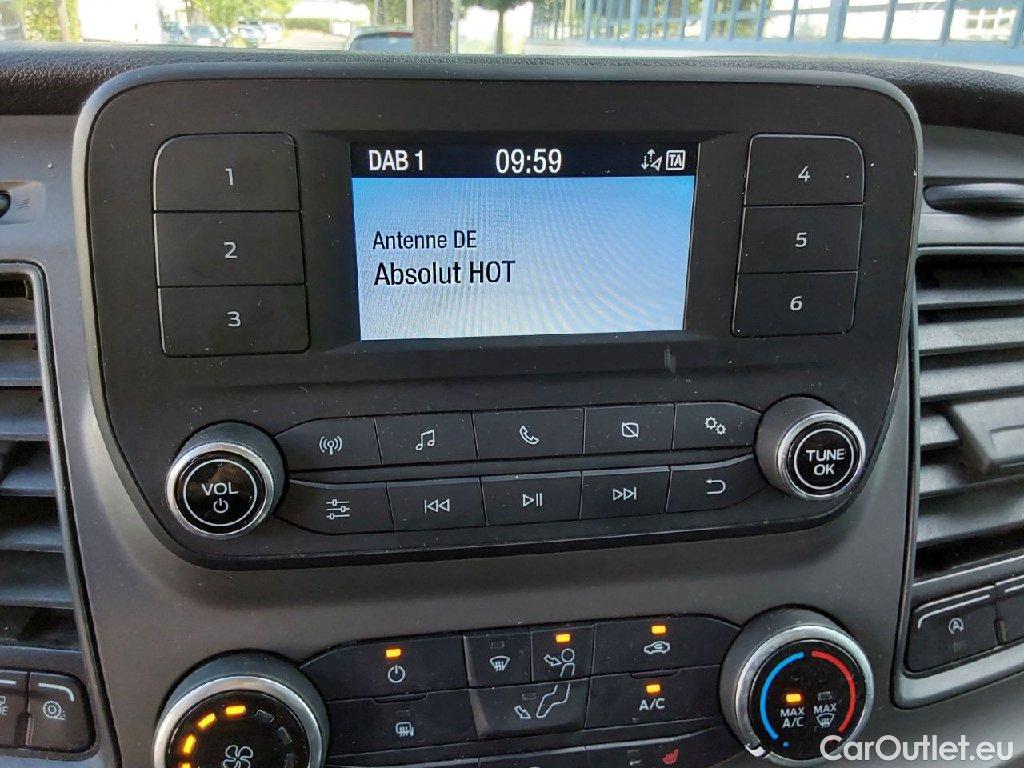 DAB 1 09:59 TA
Antenne DE
Absolut HOT
1
2
3
4
5
6
VOL
TUNE
OK
A/C
MAX
A/C
MAX
CarOutlet.eu